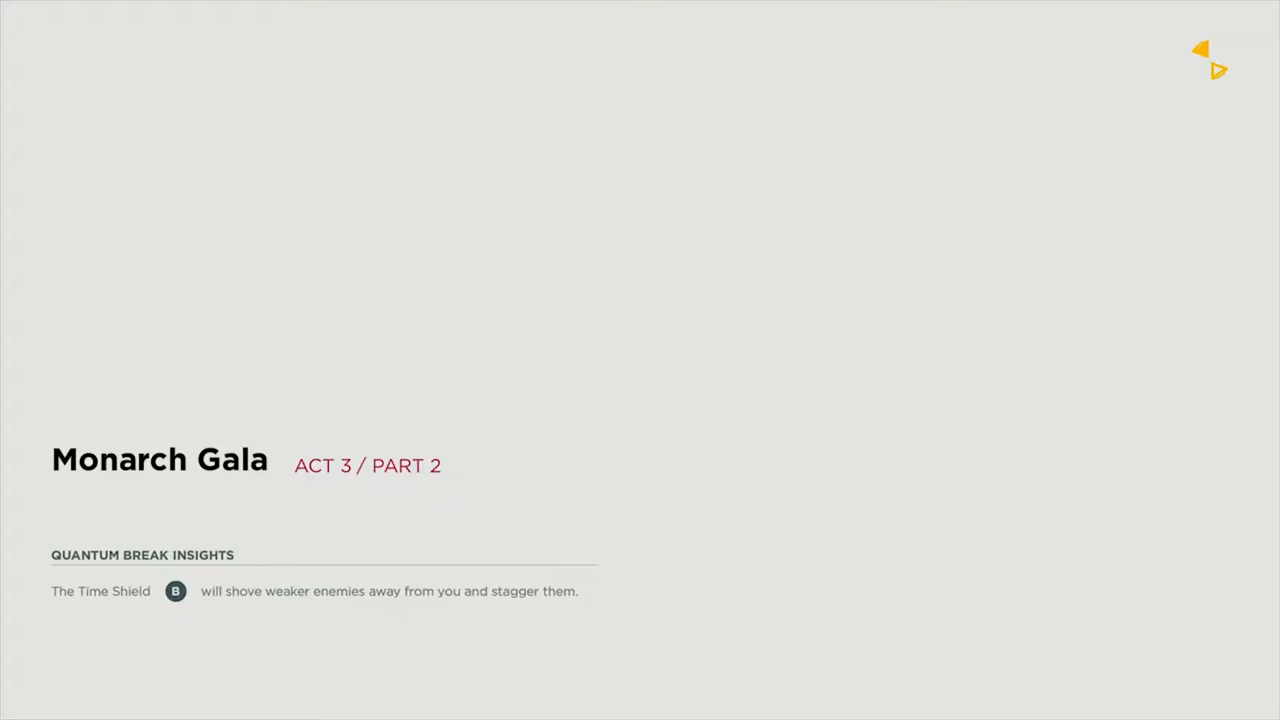 Monarch Gala ACT 3 / PART 2
QUANTUM BREAK INSIGHTS
The Time Shield B will shove weaker enemies away from you and stagger them.